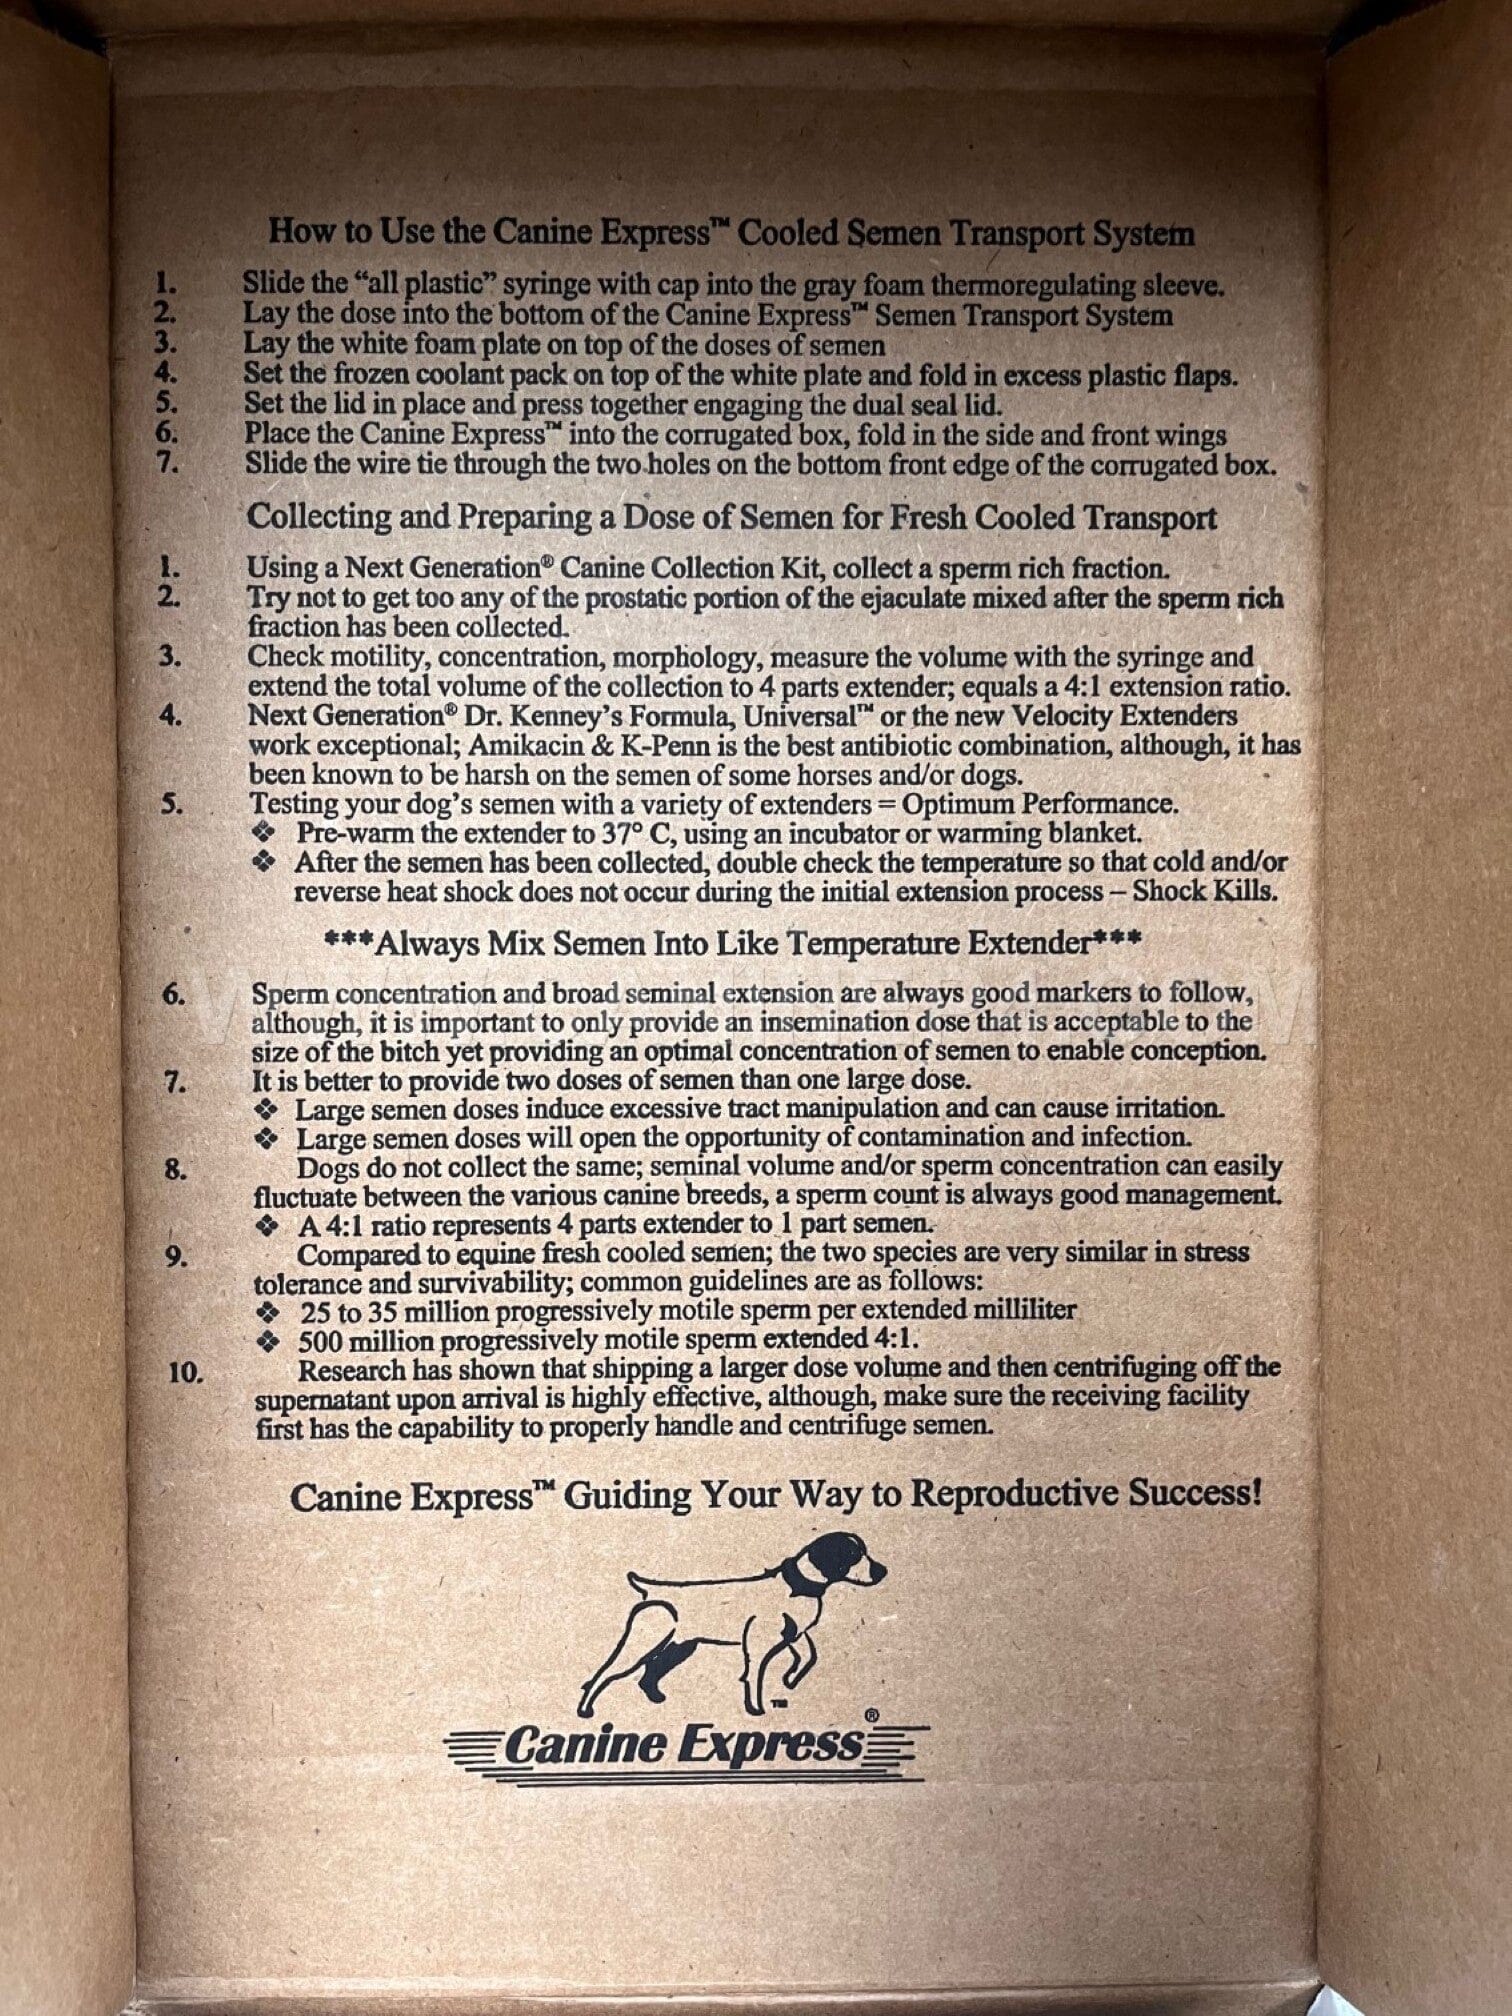 How to Use the Canine Express™ Cooled Semen Transport System
1. Slide the “all plastic” syringe with cap into the gray foam thermoregulating sleeve.
2. Lay the dose into the bottom of the Canine Express™ Semen Transport System
3. Lay the white foam plate on top of the doses of semen
4. Set the frozen coolant pack on top of the white plate and fold in excess plastic flaps.
5. Set the lid in place and press together engaging the dual seal lid.
6. Place the Canine Express™ into the corrugated box, fold in the side and front wings
7. Slide the wire tie through the two holes on the bottom front edge of the corrugated box.
Collecting and Preparing a Dose of Semen for Fresh Cooled Transport
1. Using a Next Generation® Canine Collection Kit, collect a sperm rich fraction.
2. Try not to get too any of the prostatic portion of the ejaculate mixed after the sperm rich
fraction has been collected.
3. Check motility, concentration, morphology, measure the volume with the syringe and
extend the total volume of the collection to 4 parts extender; equals a 4:1 extension ratio.
4. Next Generation® Dr. Kenney’s Formula, Universal™ or the new Velocity Extenders
work exceptional; Amikacin & K-Penn is the best antibiotic combination, although, it has
been known to be harsh on the semen of some horses and/or dogs.
5. Testing your dog’s semen with a variety of extenders = Optimum Performance.
❖ Pre-warm the extender to 37° C, using an incubator or warming blanket.
❖ After the semen has been collected, double check the temperature so that cold and/or
reverse heat shock does not occur during the initial extension process – Shock Kills.
***Always Mix Semen Into Like Temperature Extender***
6. Sperm concentration and broad seminal extension are always good markers to follow,
although, it is important to only provide an insemination dose that is acceptable to the
size of the bitch yet providing an optimal concentration of semen to enable conception.
7. It is better to provide two doses of semen than one large dose.
❖ Large semen doses induce excessive tract manipulation and can cause irritation.
❖ Large semen doses will open the opportunity of contamination and infection.
8. Dogs do not collect the same; seminal volume and/or sperm concentration can easily
fluctuate between the various canine breeds, a sperm count is always good management.
❖ A 4:1 ratio represents 4 parts extender to 1 part semen.
9. Compared to equine fresh cooled semen; the two species are very similar in stress
tolerance and survivability; common guidelines are as follows:
❖ 25 to 35 million progressively motile sperm per extended milliliter
❖ 500 million progressively motile sperm extended 4:1.
10. Research has shown that shipping a larger dose volume and then centrifuging off the
supernatant upon arrival is highly effective, although, make sure the receiving facility
first has the capability to properly handle and centrifuge semen.
Canine Express™ Guiding Your Way to Reproductive Success!
™
Canine Express®